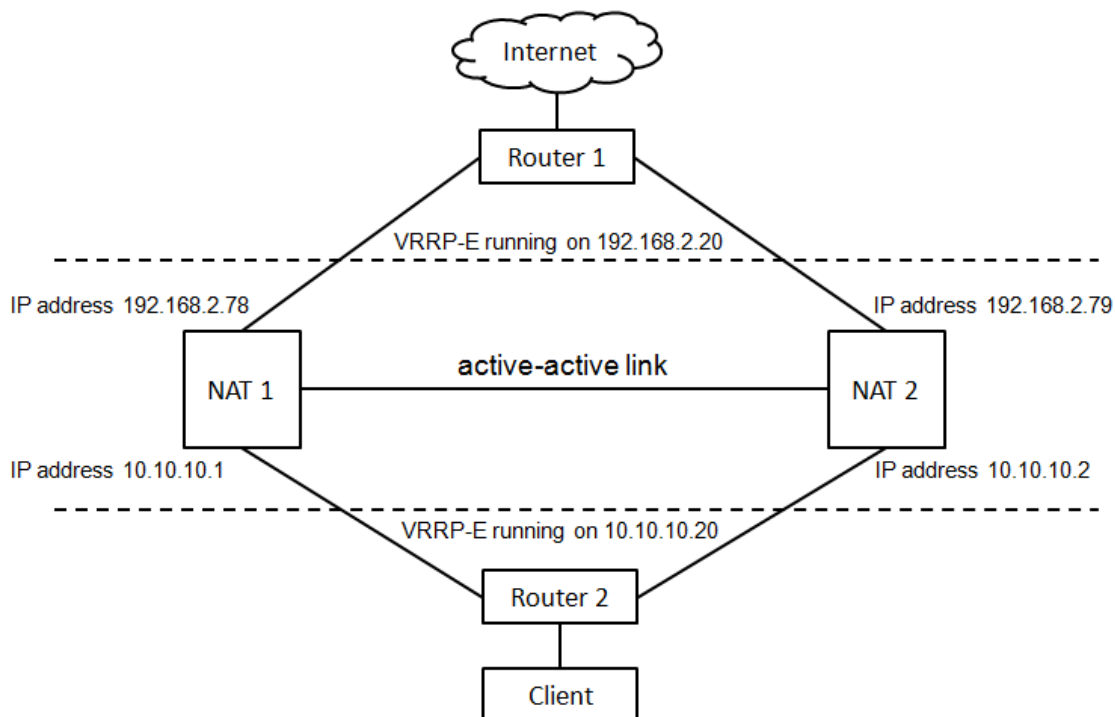 Internet
Router 1
VRRP-E running on 192.168.2.20
IP address 192.168.2.78
IP address 192.168.2.79
active-active link
NAT 1
NAT 2
IP address 10.10.10.1
IP address 10.10.10.2
VRRP-E running on 10.10.10.20
Router 2
Client